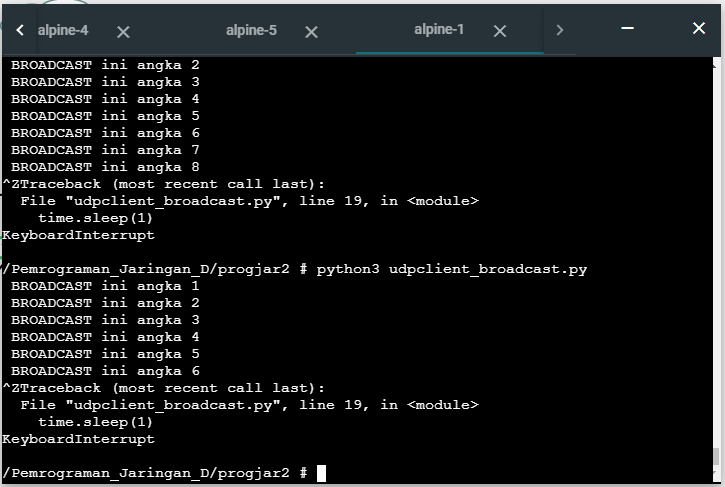 alpine-4 alpine-5 alpine-1
BROADCAST ini angka 2
BROADCAST ini angka 3
BROADCAST ini angka 4
BROADCAST ini angka 5
BROADCAST ini angka 6
BROADCAST ini angka 7
BROADCAST ini angka 8
^ZTraceback (most recent call last):
  File "udpclient_broadcast.py", line 19, in <module>
    time.sleep(1)
KeyboardInterrupt
/Pemrograman_Jaringan_D/progjar2 # python3 udpclient_broadcast.py
BROADCAST ini angka 1
BROADCAST ini angka 2
BROADCAST ini angka 3
BROADCAST ini angka 4
BROADCAST ini angka 5
BROADCAST ini angka 6
^ZTraceback (most recent call last):
  File "udpclient_broadcast.py", line 19, in <module>
    time.sleep(1)
KeyboardInterrupt
/Pemrograman_Jaringan_D/progjar2 #